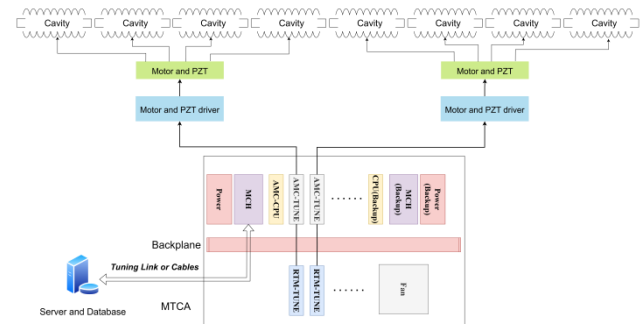 Cavity Cavity Cavity Cavity Cavity Cavity Cavity Cavity
Motor and PZT Motor and PZT
Motor and PZT driver Motor and PZT driver
Power
MCH
AMC-CPU
AMC-TUNE
AMC-TUNE
......
CPU(Backup)
MCH
(Backup)
Power
(Backup)
Backplane
Tuning Link or Cables
RTM-TUNE
RTM-TUNE
......
Fan
Server and Database
MTCA